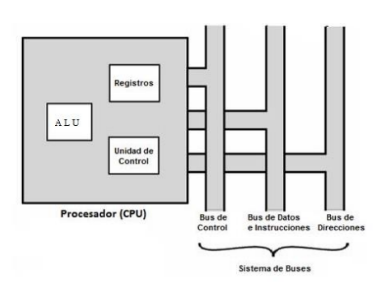 Registros
ALU
Unidad de
Control
Procesador (CPU)
Bus de
Control
Bus de Datos
e Instrucciones
Bus de
Direcciones
Sistema de Buses